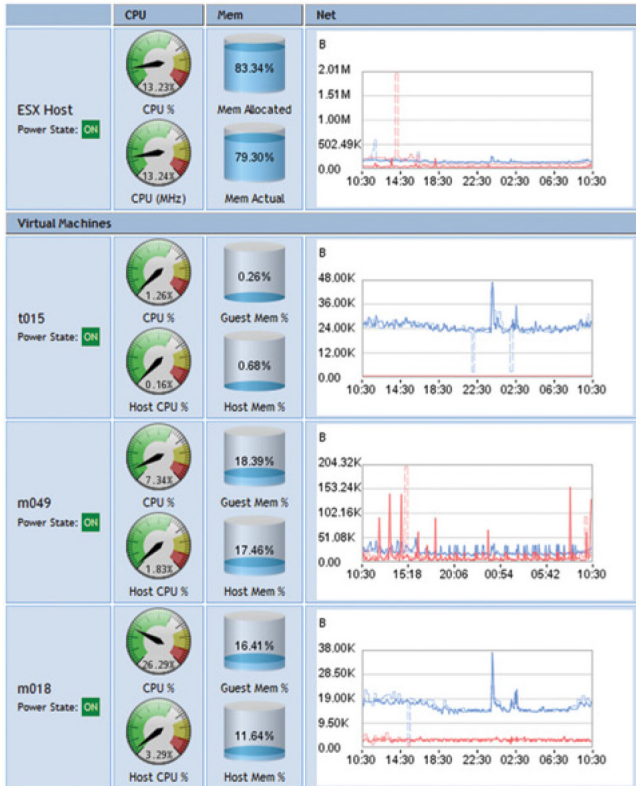 CPU Mem Net
ESX Host
Power State: ON
13.23%
CPU %
13.24%
CPU (MHz)
83.34%
Mem Allocated
79.30%
Mem Actual
B
2.01M
1.51M
1.00M
502.49K
0.00
10:30 14:30 18:30 22:30 02:30 06:30 10:30
Virtual Machines
t015
Power State: ON
1.26%
CPU %
0.16%
Host CPU %
0.26%
Guest Mem %
0.68%
Host Mem %
B
48.00K
36.00K
24.00K
12.00K
0.00
10:30 14:30 18:30 22:30 02:30 06:30 10:30
m049
Power State: ON
7.34%
CPU %
1.83%
Host CPU %
18.39%
Guest Mem %
17.46%
Host Mem %
B
204.32K
153.24K
102.16K
51.08K
0.00
10:30 15:18 20:06 00:54 05:42 10:30
m018
Power State: ON
26.29%
CPU %
3.29%
Host CPU %
16.41%
Guest Mem %
11.64%
Host Mem %
B
38.00K
28.50K
19.00K
9.50K
0.00
10:30 14:30 18:30 22:30 02:30 06:30 10:30